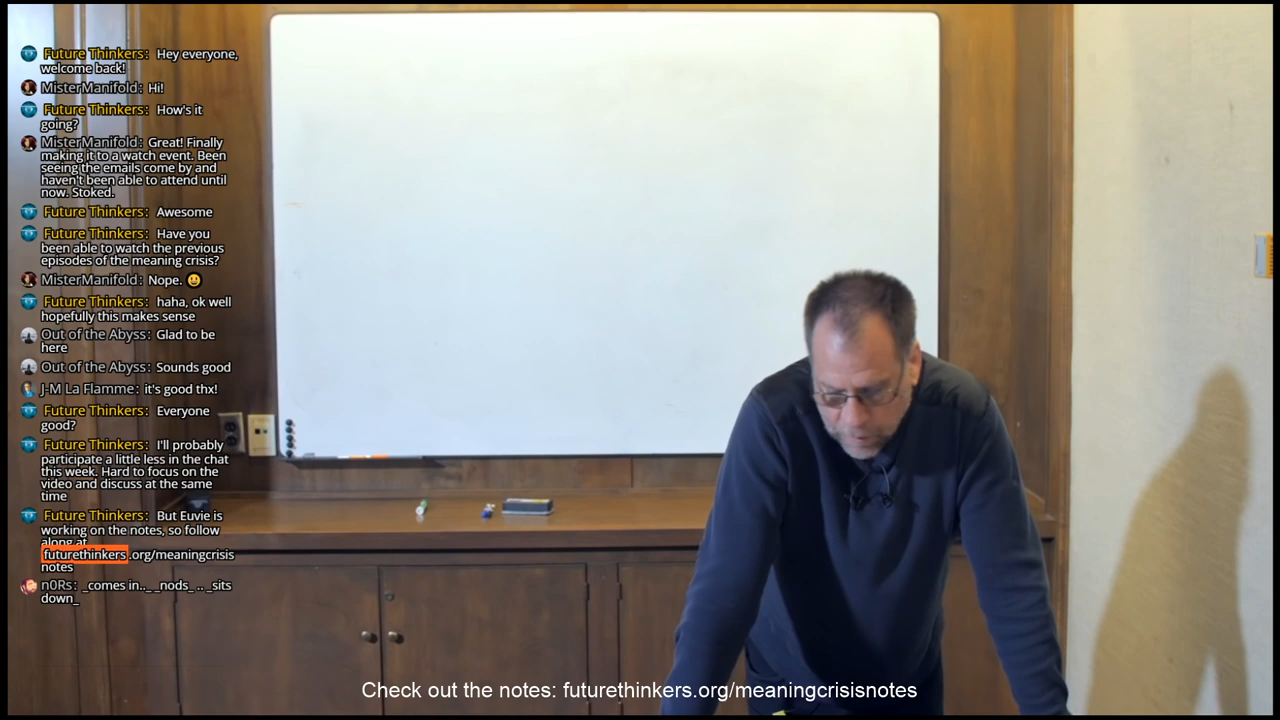 Future Thinkers: Hey everyone,
welcome back!
MisterManifold: Hi!
Future Thinkers: How's it
going?
MisterManifold: Great! Finally
making it to a watch event. Been
seeing the emails come by and
haven't been able to attend until
now. Stoked.
Future Thinkers: Awesome
Future Thinkers: Have you
been able to watch the previous
episodes of the meaning crisis?
MisterManifold: Nope. 😀
Future Thinkers: haha, ok well
hopefully this makes sense
Out of the Abyss: Glad to be
here
Out of the Abyss: Sounds good
J-M La Flamme: it's good thx!
Future Thinkers: Everyone
good?
Future Thinkers: I'll probably
participate a little less in the chat
this week. Hard to focus on the
video and discuss at the same
time
Future Thinkers: But Euvie is
working on the notes, so follow
along at
futurethinkers.org/meaningcrisis
notes
n0Rs: _comes in.._ _nods_ .. _sits
down_
Check out the notes: futurethinkers.org/meaningcrisisnotes